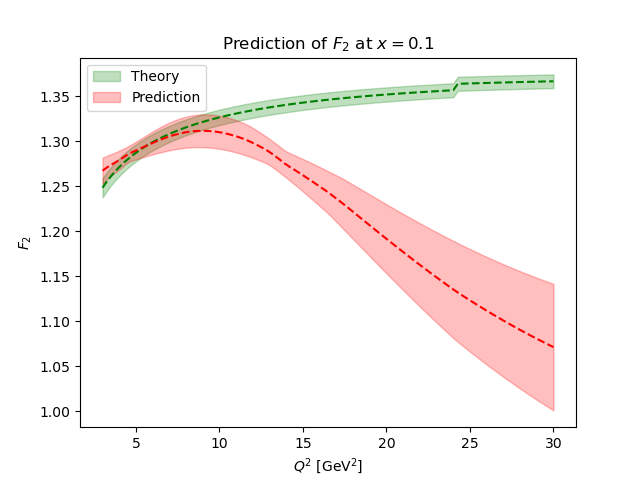 Prediction of F₂ at x = 0.1
Theory
Prediction
F₂
1.35
1.30
1.25
1.20
1.15
1.10
1.05
1.00
5 10 15 20 25 30
Q² [GeV²]